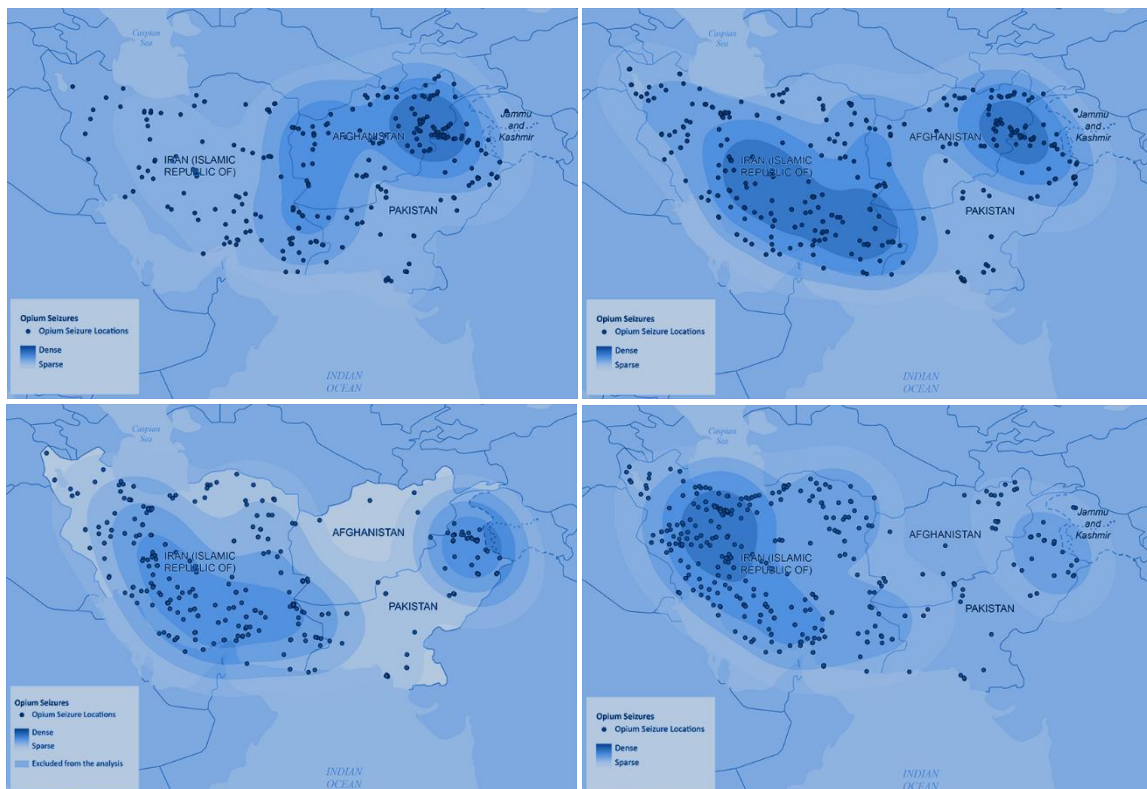 Caspian
Sea
AFGHANISTAN
Jammu
and
Kashmir
IRAN (ISLAMIC
REPUBLIC OF)
PAKISTAN
Opium Seizures
Opium Seizure Locations
Dense
Sparse
INDIAN
OCEAN
Caspian
Sea
AFGHANISTAN
Jammu
and
Kashmir
IRAN (ISLAMIC
REPUBLIC OF)
PAKISTAN
Opium Seizures
Opium Seizure Locations
Dense
Sparse
INDIAN
OCEAN
Caspian
Sea
AFGHANISTAN
IRAN (ISLAMIC
REPUBLIC OF)
PAKISTAN
Opium Seizures
Opium Seizure Locations
Dense
Sparse
Excluded from the analysis
INDIAN
OCEAN
Caspian
Sea
Jammu
and
Kashmir
AFGHANISTAN
IRAN (ISLAMIC
REPUBLIC OF)
PAKISTAN
Opium Seizures
Opium Seizure Locations
Dense
Sparse
INDIAN
OCEAN